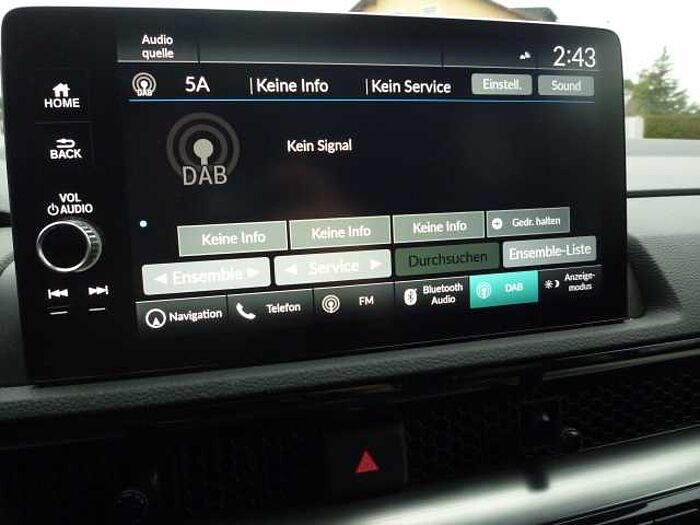 Audio
quelle
2:43
DAB 5A |Keine Info |Kein Service Einstell. Sound
HOME
BACK
VOL
AUDIO
DAB
Kein Signal
Keine Info Keine Info Keine Info Gedr. halten
Ensemble Service Durchsuchen Ensemble-Liste
Navigation Telefon FM Bluetooth Audio DAB Anzeige-modus